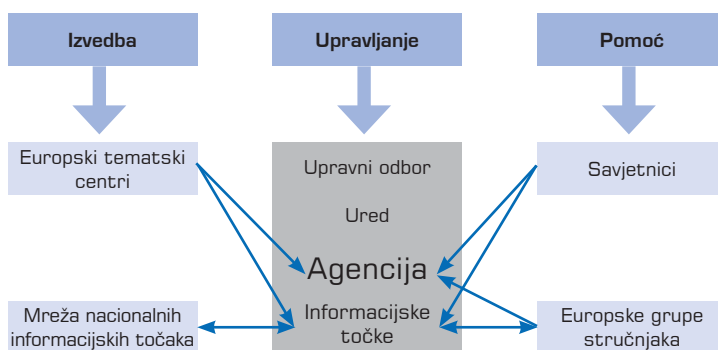 Izvedba
Upravljanje
Pomoć
Europski tematski
centri
Upravni odbor
Ured
Agencija
Informacijske
točke
Savjetnici
Mreža nacionalnih
informacijskih točaka
Europske grupe
stručnjaka